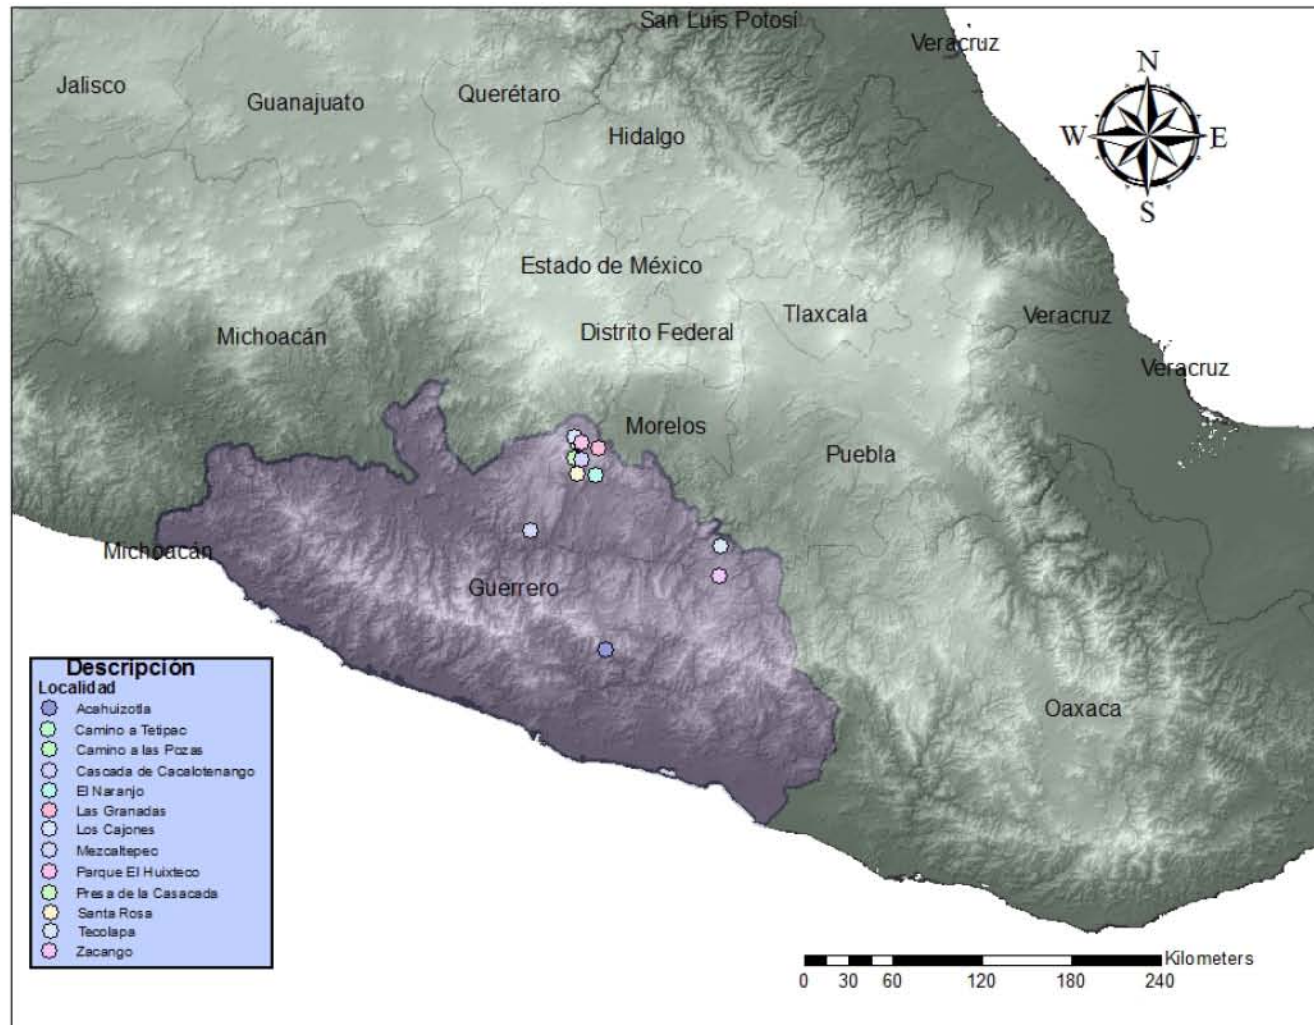 San Luis Potosí
Veracruz
Jalisco
Guanajuato
Querétaro
Hidalgo
N
W
E
S
Estado de México
Tlaxcala
Veracruz
Distrito Federal
Michoacán
Veracruz
Morelos
Puebla
Michoacán
Guerrero
Oaxaca
Descripción
Localidad
Acahuizotla
Camino a Tetipac
Camino a las Pozas
Cascada de Cacalotenango
El Naranjo
Las Granadas
Los Cajones
Mezcaltepec
Parque El Huixteco
Presa de la Casacada
Santa Rosa
Tecolapa
Zacango
Kilometers
0 30 60 120 180 240